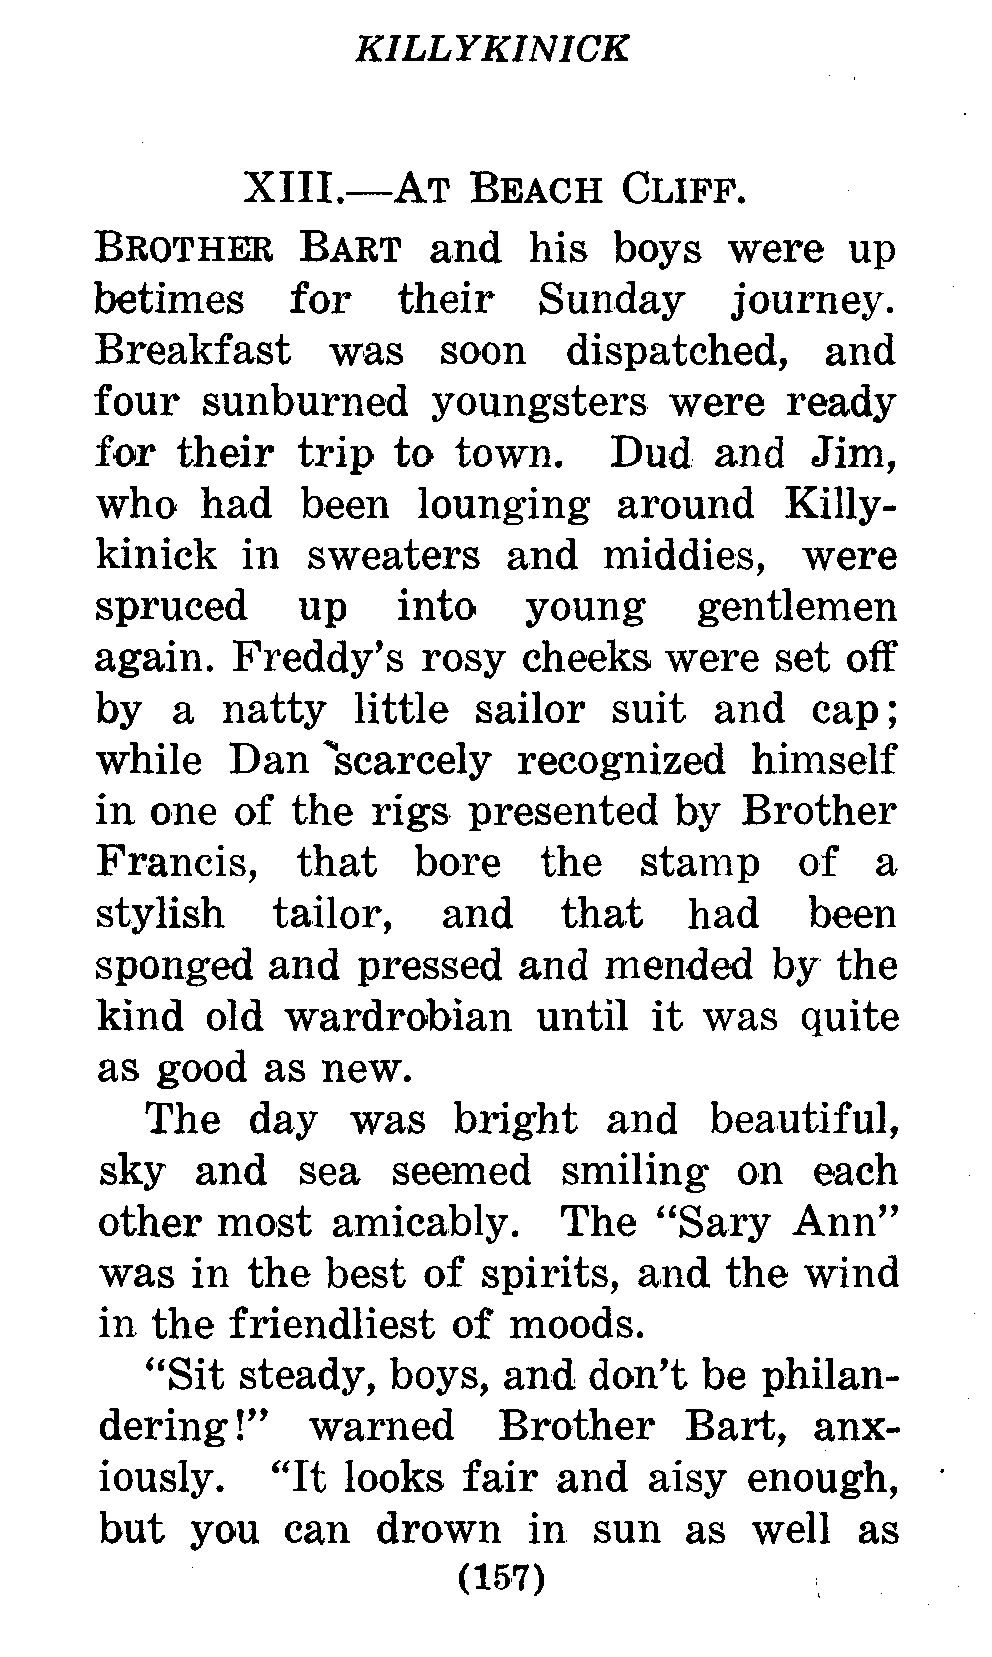 KILLYKINICK
XIII.—At Beach Cliff.
Brother Bart and his boys were up
betimes for their Sunday journey.
Breakfast was soon dispatched, and
four sunburned youngsters were ready
for their trip to town. Dud and Jim,
who had been lounging around Killy-
kinick in sweaters and middies, were
spruced up into young gentlemen
again. Freddy's rosy cheeks were set off
by a natty little sailor suit and cap;
while Dan scarcely recognized himself
in one of the rigs presented by Brother
Francis, that bore the stamp of a
stylish tailor, and that had been
sponged and pressed and mended by the
kind old wardrobian until it was quite
as good as new.
The day was bright and beautiful,
sky and sea seemed smiling on each
other most amicably. The “Sary Ann”
was in the best of spirits, and the wind
in the friendliest of moods.
“Sit steady, boys, and don't be philan-
dering!” warned Brother Bart, anx-
iously. “It looks fair and aisy enough,
but you can drown in sun as well as
(157)